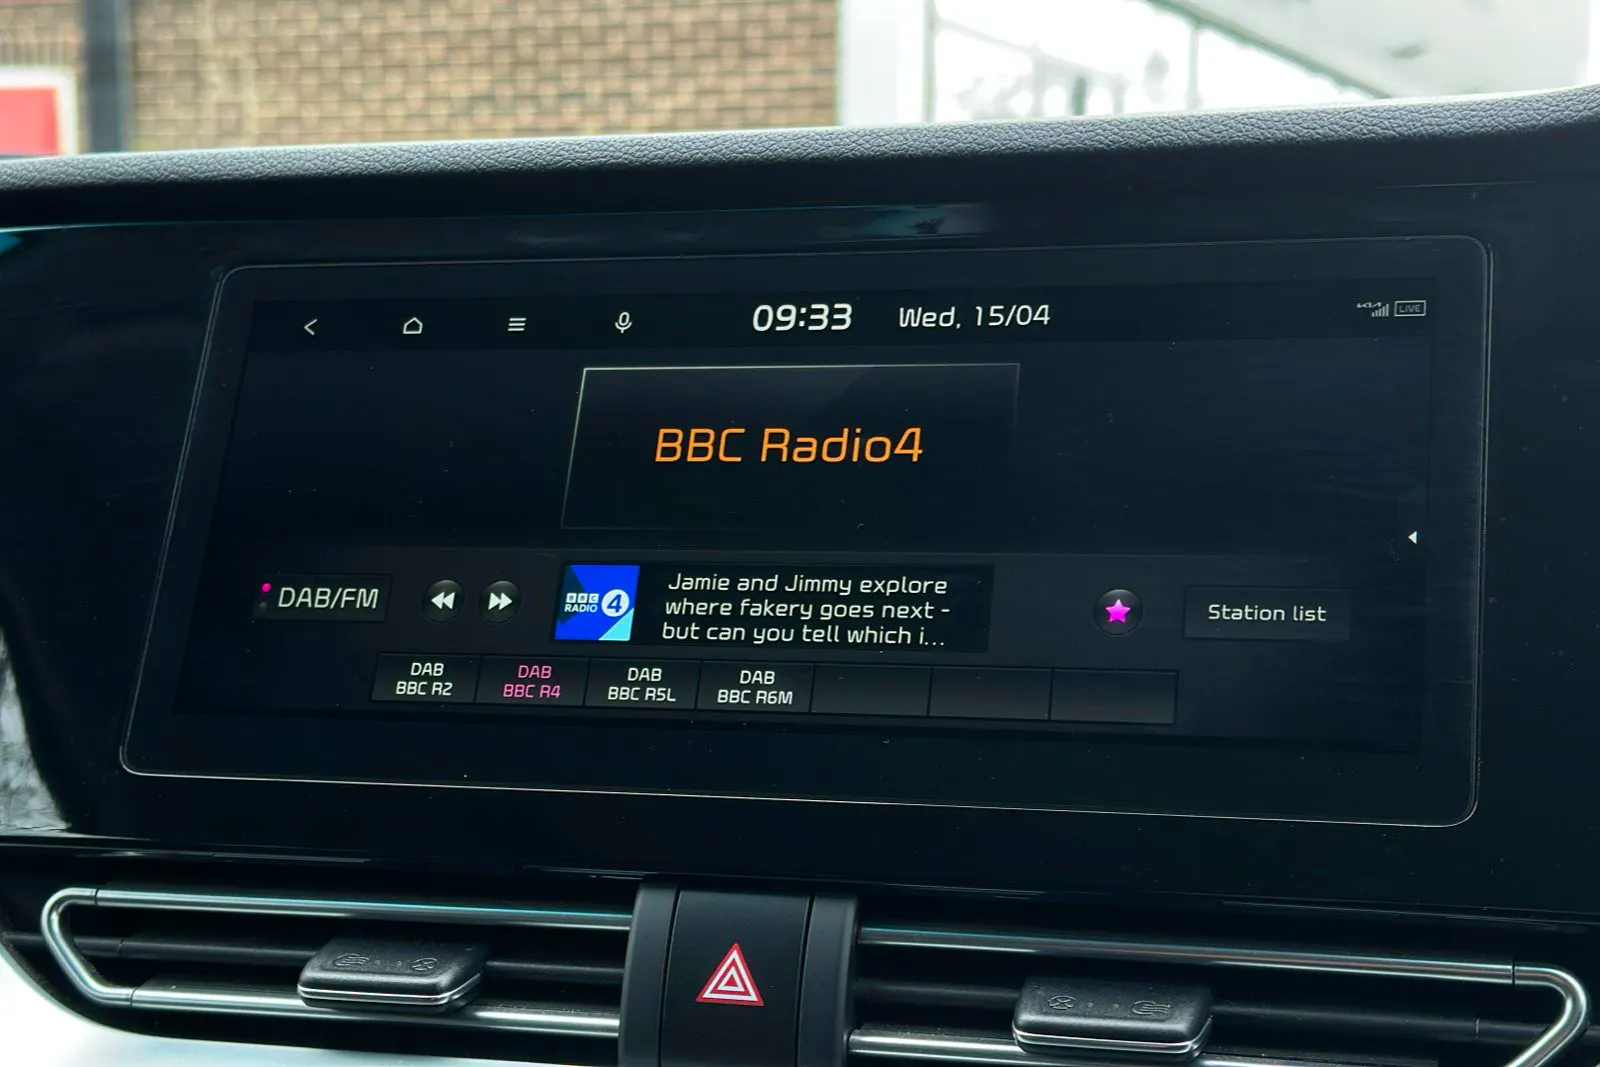 09:33 Wed, 15/04
LIVE
BBC Radio4
DAB/FM
BBC
RADIO 4
Jamie and Jimmy explore
where fakery goes next -
but can you tell which i...
Station list
DAB
BBC R2
DAB
BBC R4
DAB
BBC R5L
DAB
BBC R6M